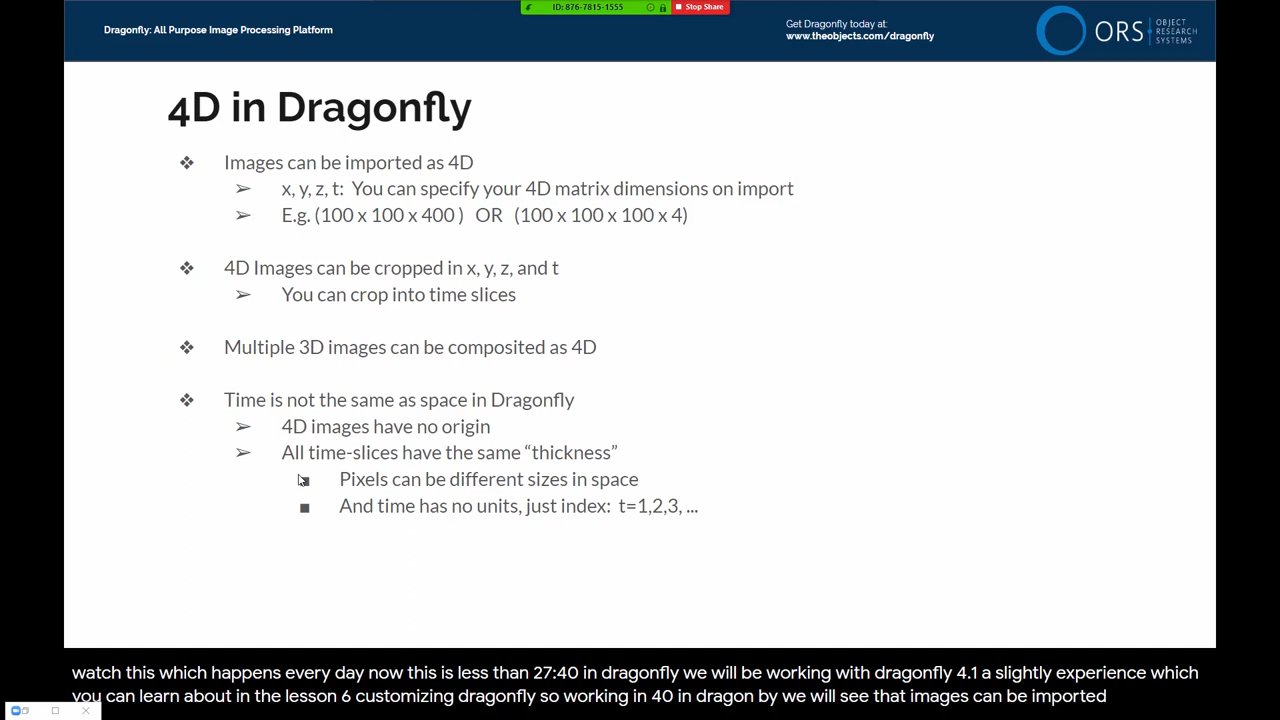 ID: 876-7815-1555
Stop Share
Dragonfly: All Purpose Image Processing Platform
Get Dragonfly today at:
www.theobjects.com/dragonfly
ORS
OBJECT
RESEARCH
SYSTEMS
4D in Dragonfly
❖ Images can be imported as 4D
➢ x, y, z, t: You can specify your 4D matrix dimensions on import
➢ E.g. (100 x 100 x 400 ) OR (100 x 100 x 100 x 4)
❖ 4D Images can be cropped in x, y, z, and t
➢ You can crop into time slices
❖ Multiple 3D images can be composited as 4D
❖ Time is not the same as space in Dragonfly
➢ 4D images have no origin
➢ All time-slices have the same “thickness”
■ Pixels can be different sizes in space
■ And time has no units, just index: t=1,2,3, ...
watch this which happens every day now this is less than 27:40 in dragonfly we will be working with dragonfly 4.1 a slightly experience which
you can learn about in the lesson 6 customizing dragonfly so working in 40 in dragon by we will see that images can be imported